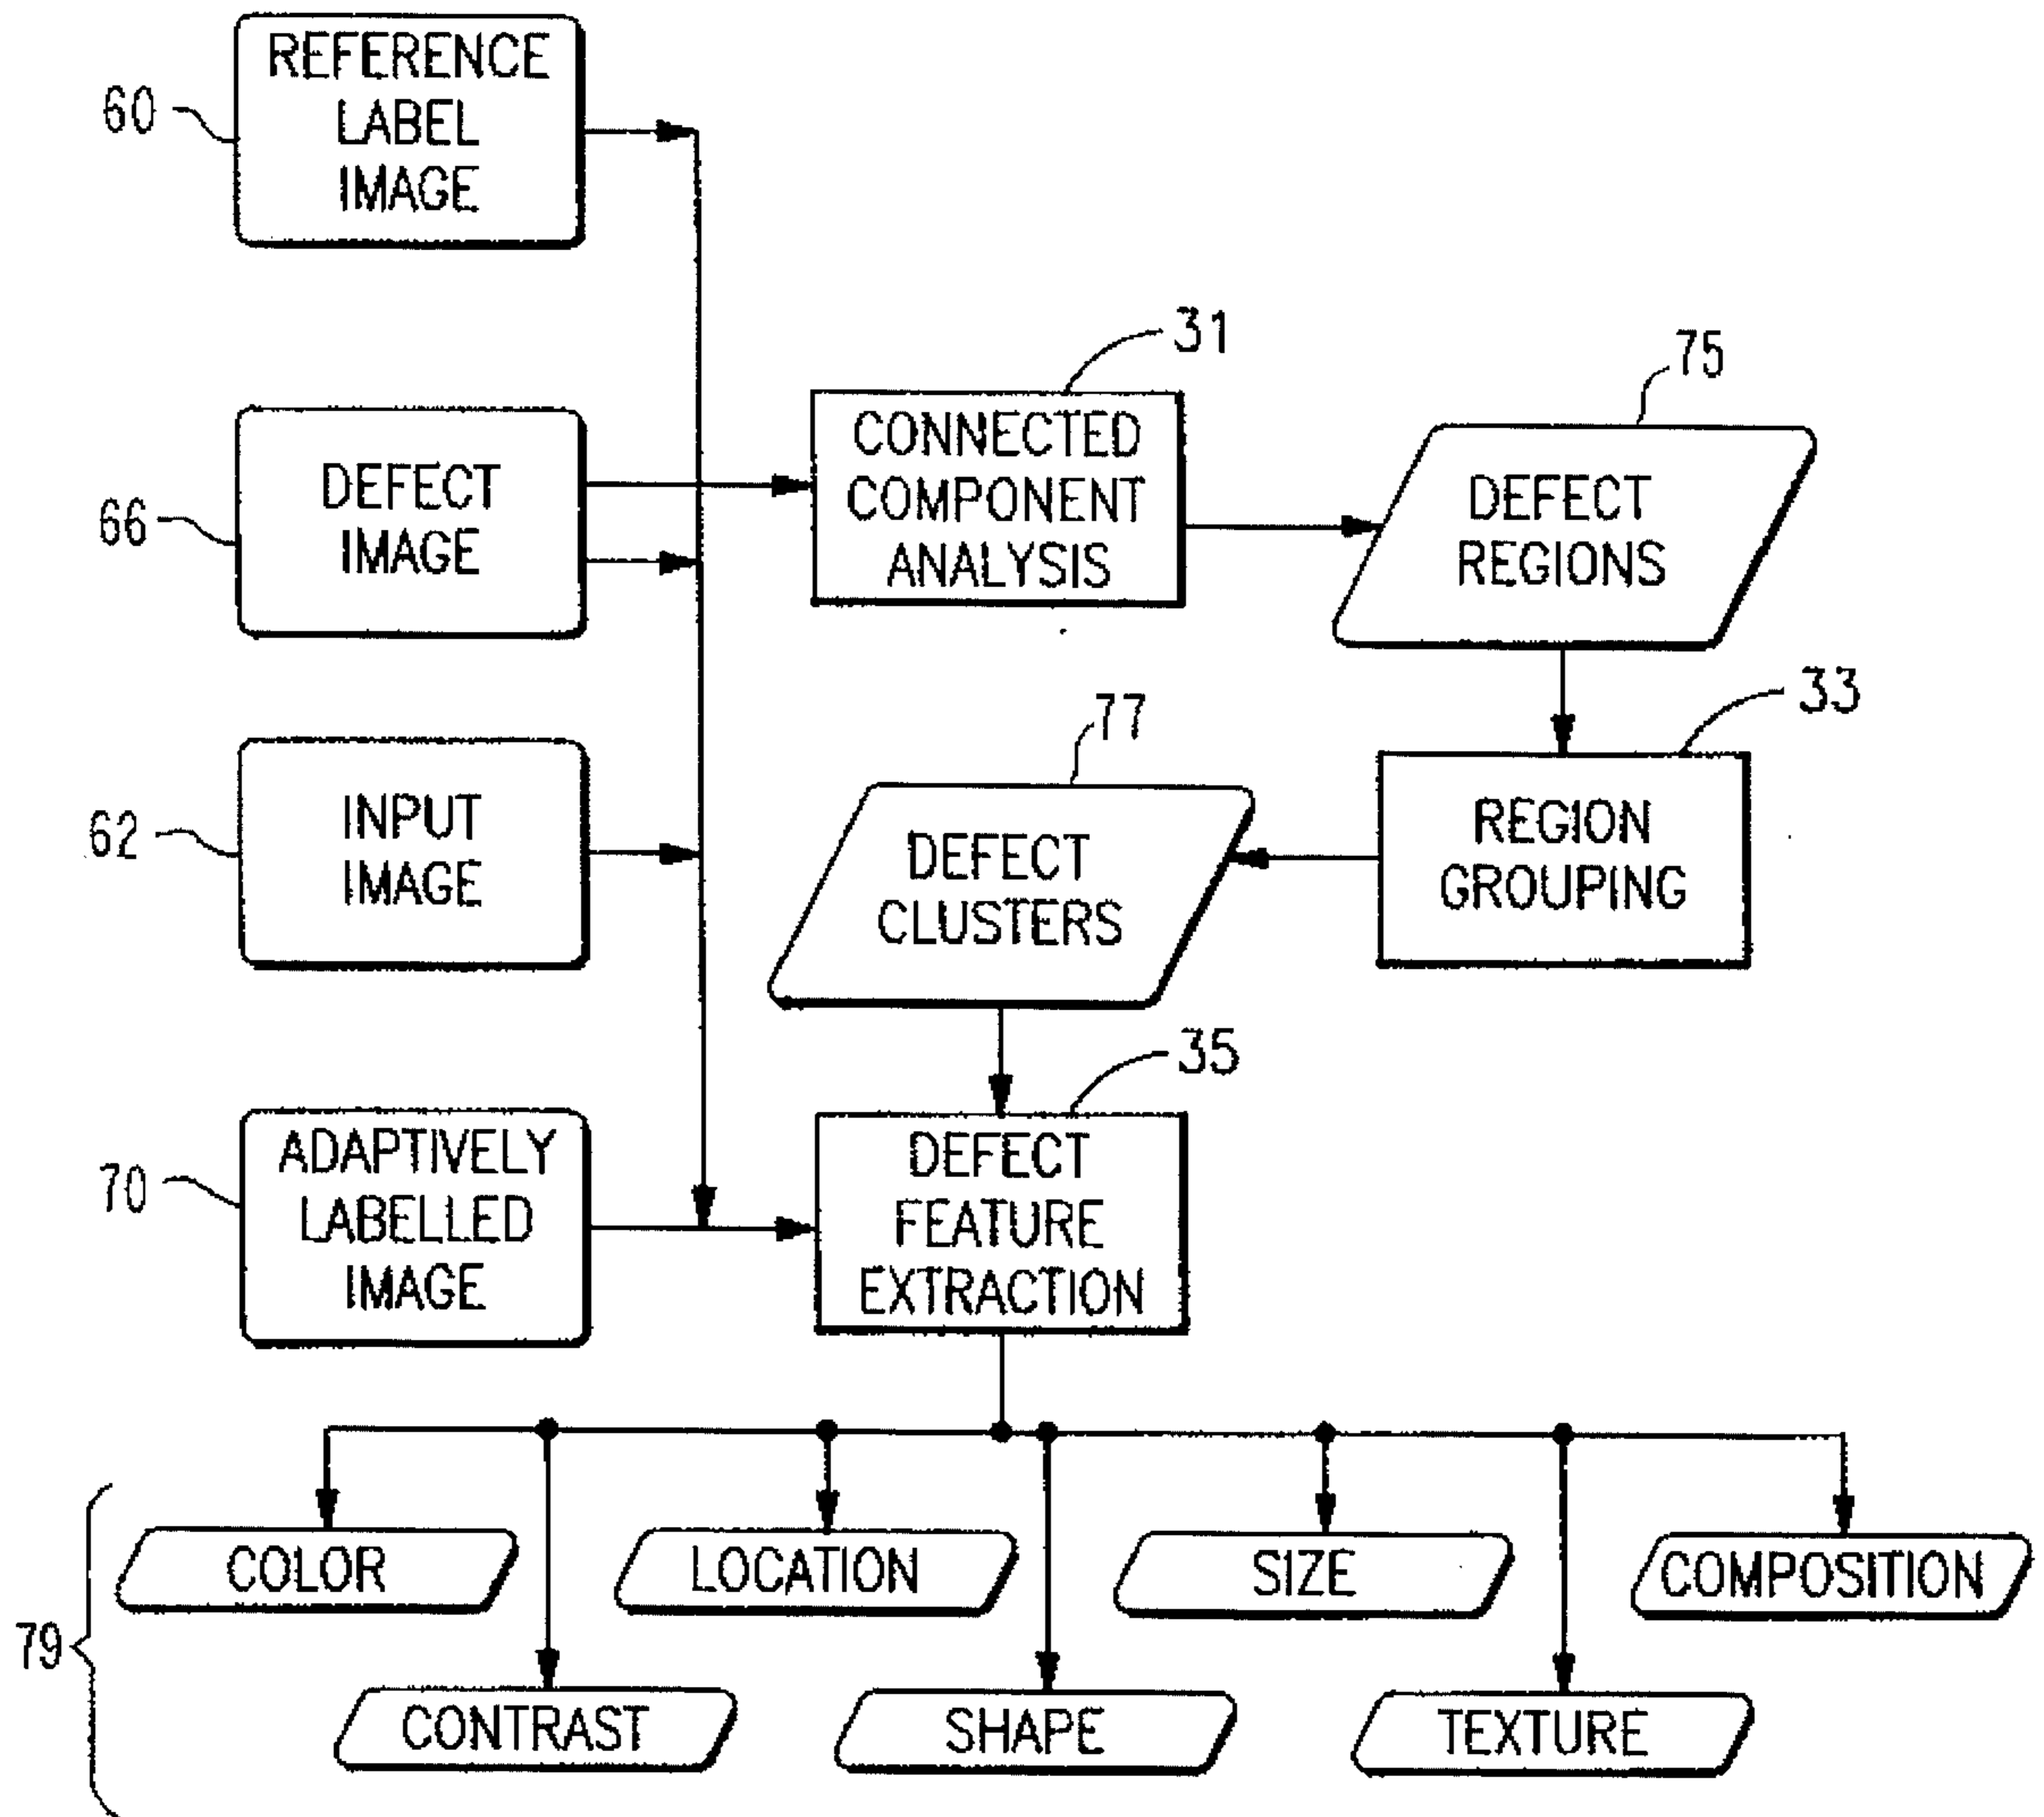 REFERENCE
LABEL
IMAGE
60
31
75
CONNECTED
COMPONENT
ANALYSIS
DEFECT
IMAGE
66
DEFECT
REGIONS
33
77
INPUT
IMAGE
62
REGION
GROUPING
DEFECT
CLUSTERS
35
ADAPTIVELY
LABELLED
IMAGE
70
DEFECT
FEATURE
EXTRACTION
COLOR
LOCATION
SIZE
COMPOSITION
79
CONTRAST
SHAPE
TEXTURE